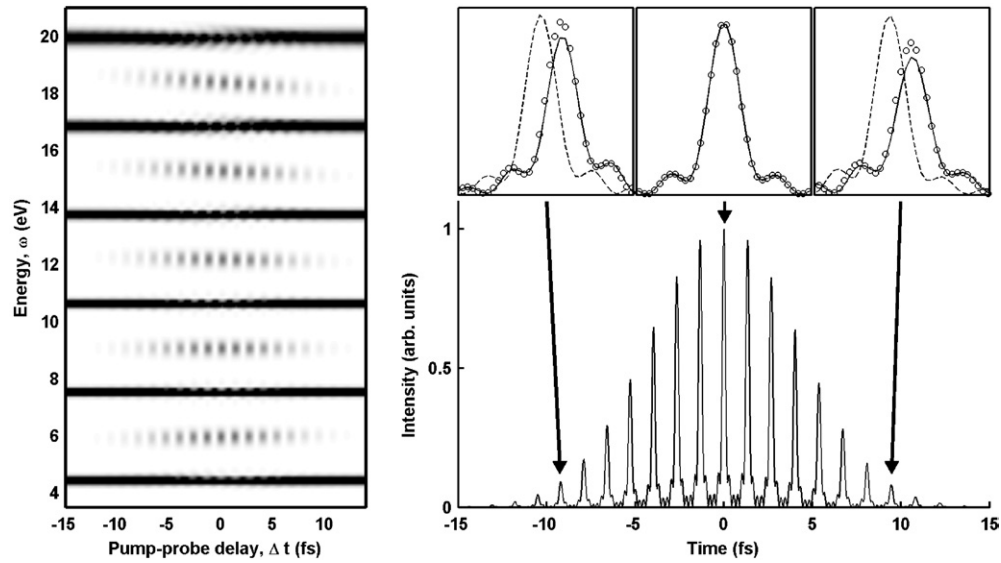 20
18
16
14
12
10
8
6
4
Energy, ω (eV)
-15 -10 -5 0 5 10
Pump-probe delay, Δ t (fs)
1
0.5
0
Intensity (arb. units)
-15 -10 -5 0 5 10 15
Time (fs)